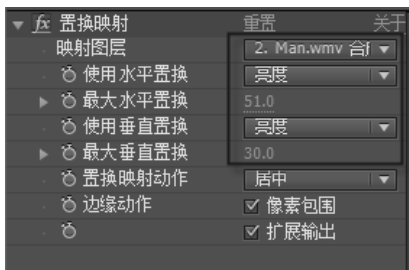 fx 置换映射 重置 关于
映射图层 2. Man.wmv 合成
使用水平置换 亮度
最大水平置换 51.0
使用垂直置换 亮度
最大垂直置换 30.0
置换映射动作 居中
边缘动作 像素包围
扩展输出